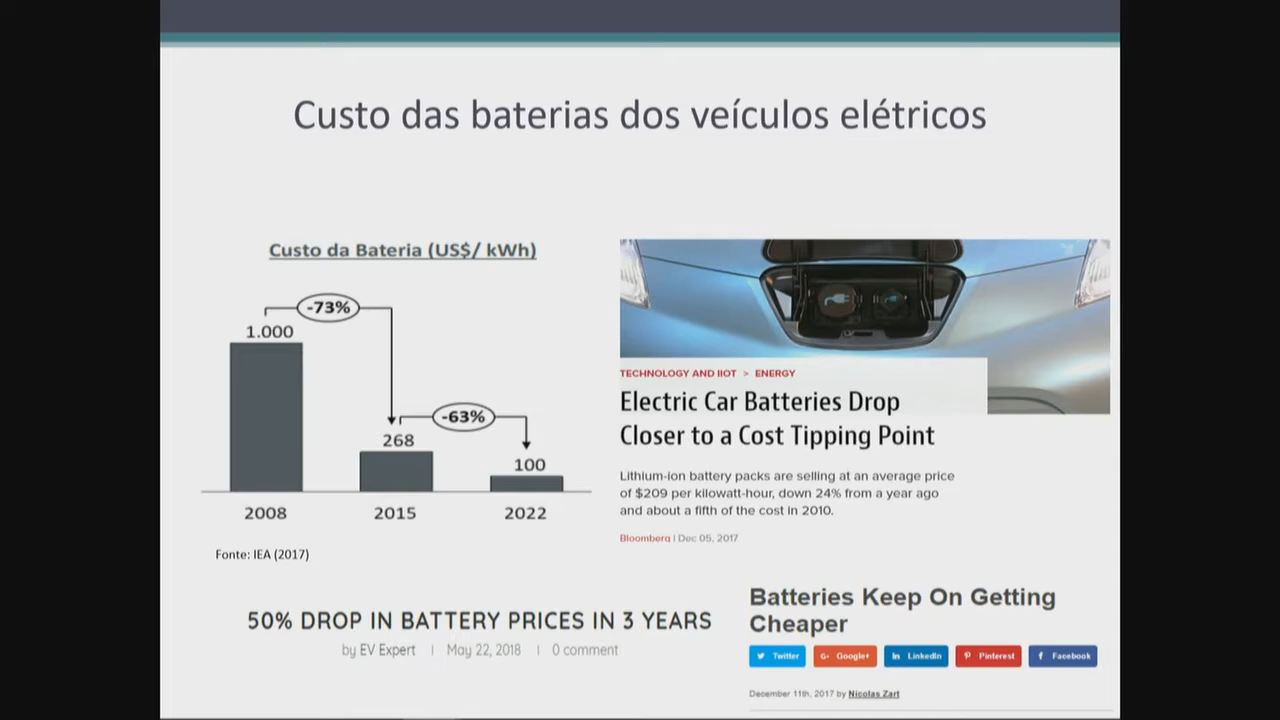 Custo das baterias dos veículos elétricos
Custo da Bateria (US$/ kWh)
-73%
1.000
-63%
268
100
2008
2015
2022
Fonte: IEA (2017)
TECHNOLOGY AND IIOT > ENERGY
Electric Car Batteries Drop
Closer to a Cost Tipping Point
Lithium-ion battery packs are selling at an average price
of $209 per kilowatt-hour, down 24% from a year ago
and about a fifth of the cost in 2010.
Bloomberg | Dec 05, 2017
50% DROP IN BATTERY PRICES IN 3 YEARS
by EV Expert | May 22, 2018 | 0 comment
Batteries Keep On Getting
Cheaper
Twitter
G+ Google+
in LinkedIn
Pinterest
f Facebook
December 11th, 2017 by Nicolas Zart